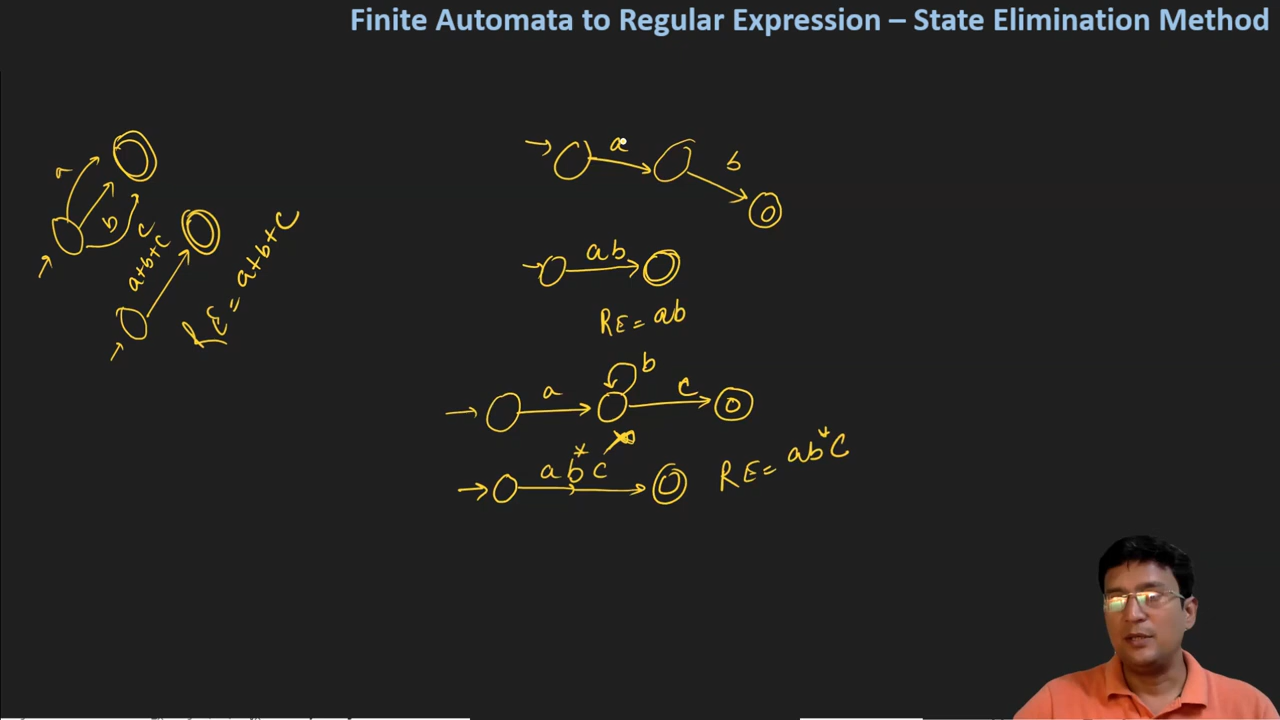 Finite Automata to Regular Expression – State Elimination Method
a
b
c
a+b+c
RE = a+b+c
a
b
ab
RE = ab
b
a
c
ab*c
RE = ab*c